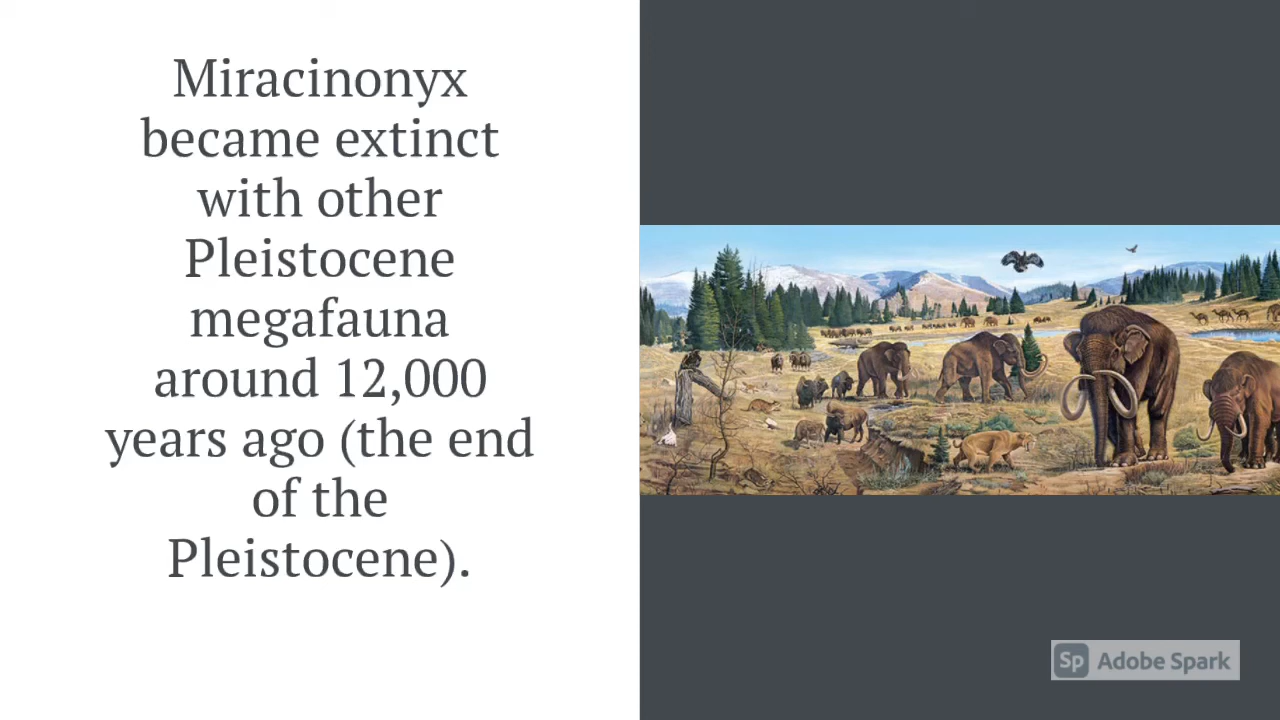 Miracinonyx
became extinct
with other
Pleistocene
megafauna
around 12,000
years ago (the end
of the
Pleistocene).
Sp Adobe Spark